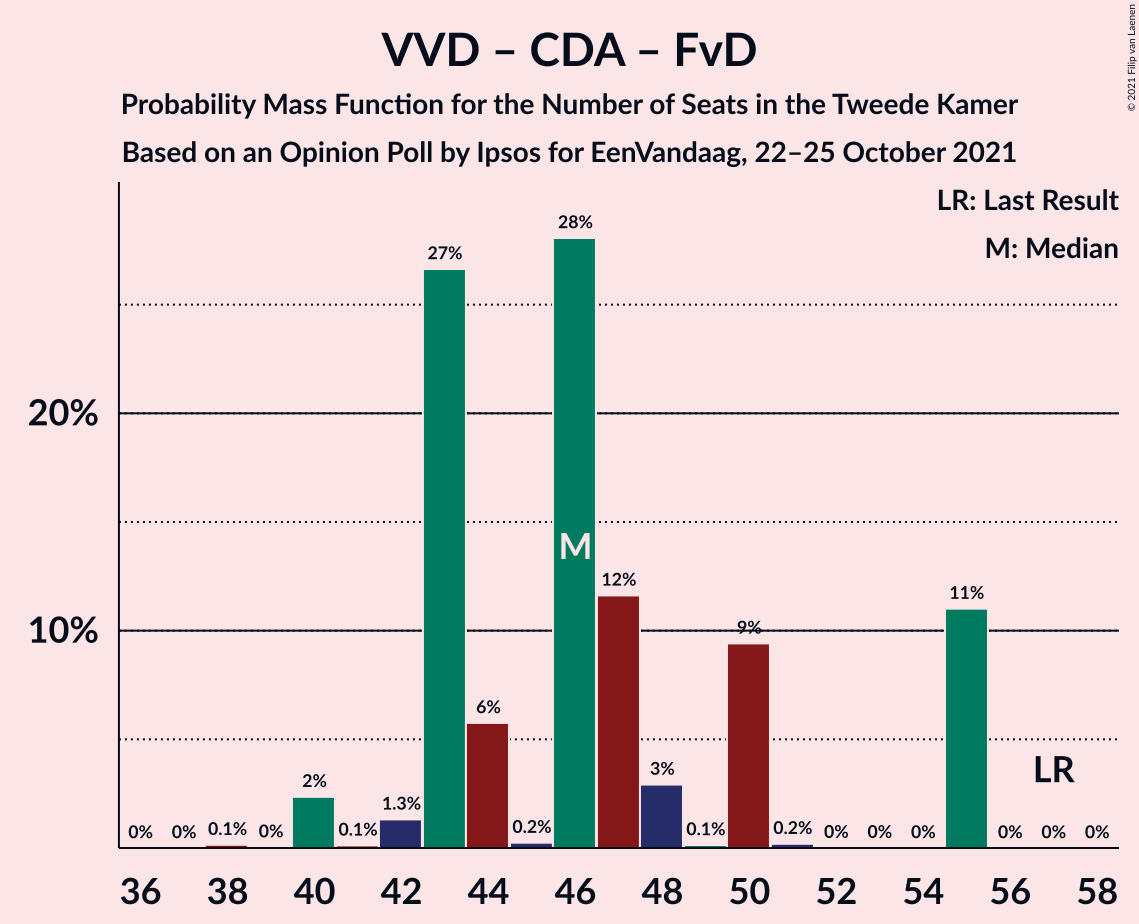 VVD – CDA – FvD
Probability Mass Function for the Number of Seats in the Tweede Kamer
Based on an Opinion Poll by Ipsos for EenVandaag, 22–25 October 2021
© 2021 Filip van Laenen
LR: Last Result
M: Median
28%
27%
20%
M
12%
11%
10%
9%
6%
LR
3%
2%
1.3%
0% 0% 0.1% 0% 0.1% 0.2% 0.1% 0.2% 0% 0% 0% 0% 0% 0%
36 38 40 42 44 46 48 50 52 54 56 58